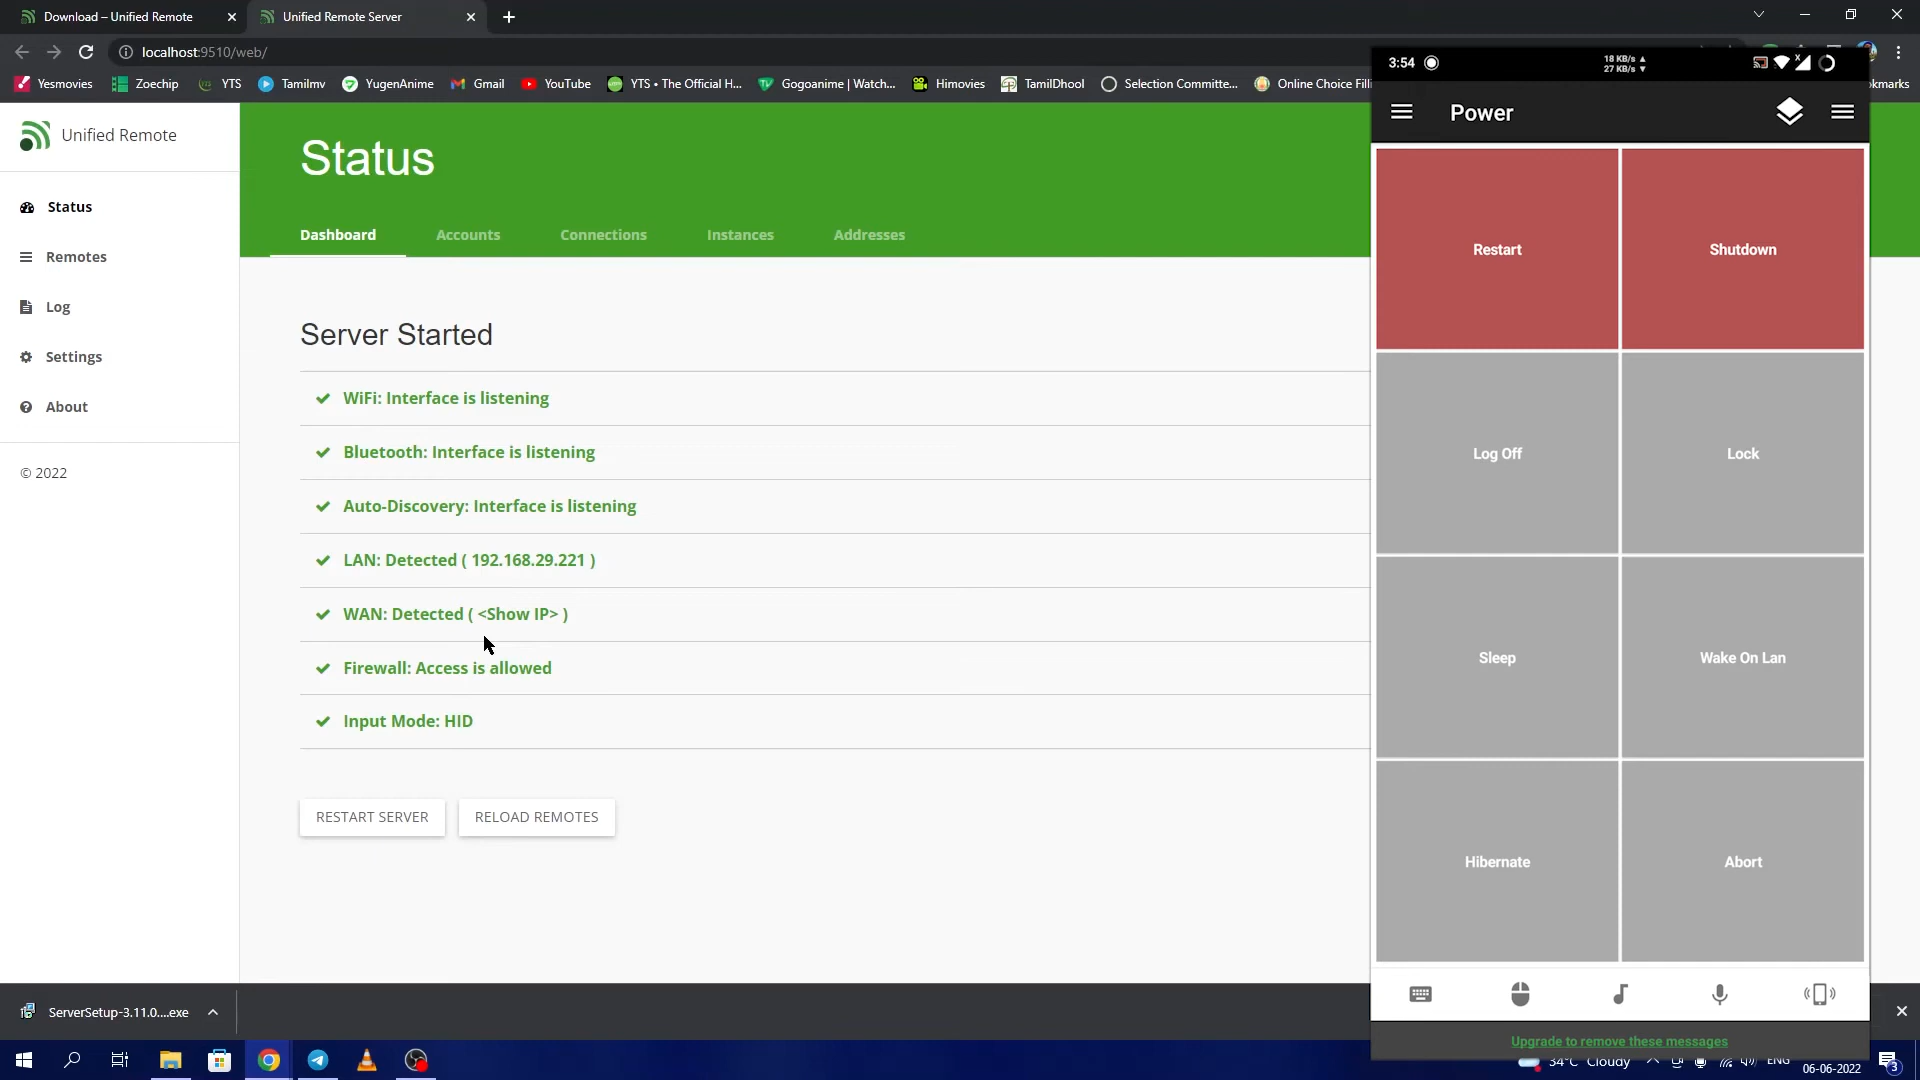 Download – Unified Remote
Unified Remote Server
localhost:9510/web/
Yesmovies
Zoechip
YTS
Tamilmv
YugenAnime
Gmail
YouTube
YTS • The Official H...
Gogoanime | Watch...
Himovies
TamilDhool
Selection Committe...
Online Choice Filli
okmarks
Unified Remote
Status
Remotes
Log
Settings
About
© 2022
Status
Dashboard
Accounts
Connections
Instances
Addresses
Server Started
WiFi: Interface is listening
Bluetooth: Interface is listening
Auto-Discovery: Interface is listening
LAN: Detected ( 192.168.29.221 )
WAN: Detected ( <Show IP> )
Firewall: Access is allowed
Input Mode: HID
RESTART SERVER
RELOAD REMOTES
3:54
18 KB/s
27 KB/s
Power
Restart
Shutdown
Log Off
Lock
Sleep
Wake On Lan
Hibernate
Abort
Upgrade to remove these messages
ServerSetup-3.11.0....exe
34°C Cloudy
ENG
06-06-2022
3